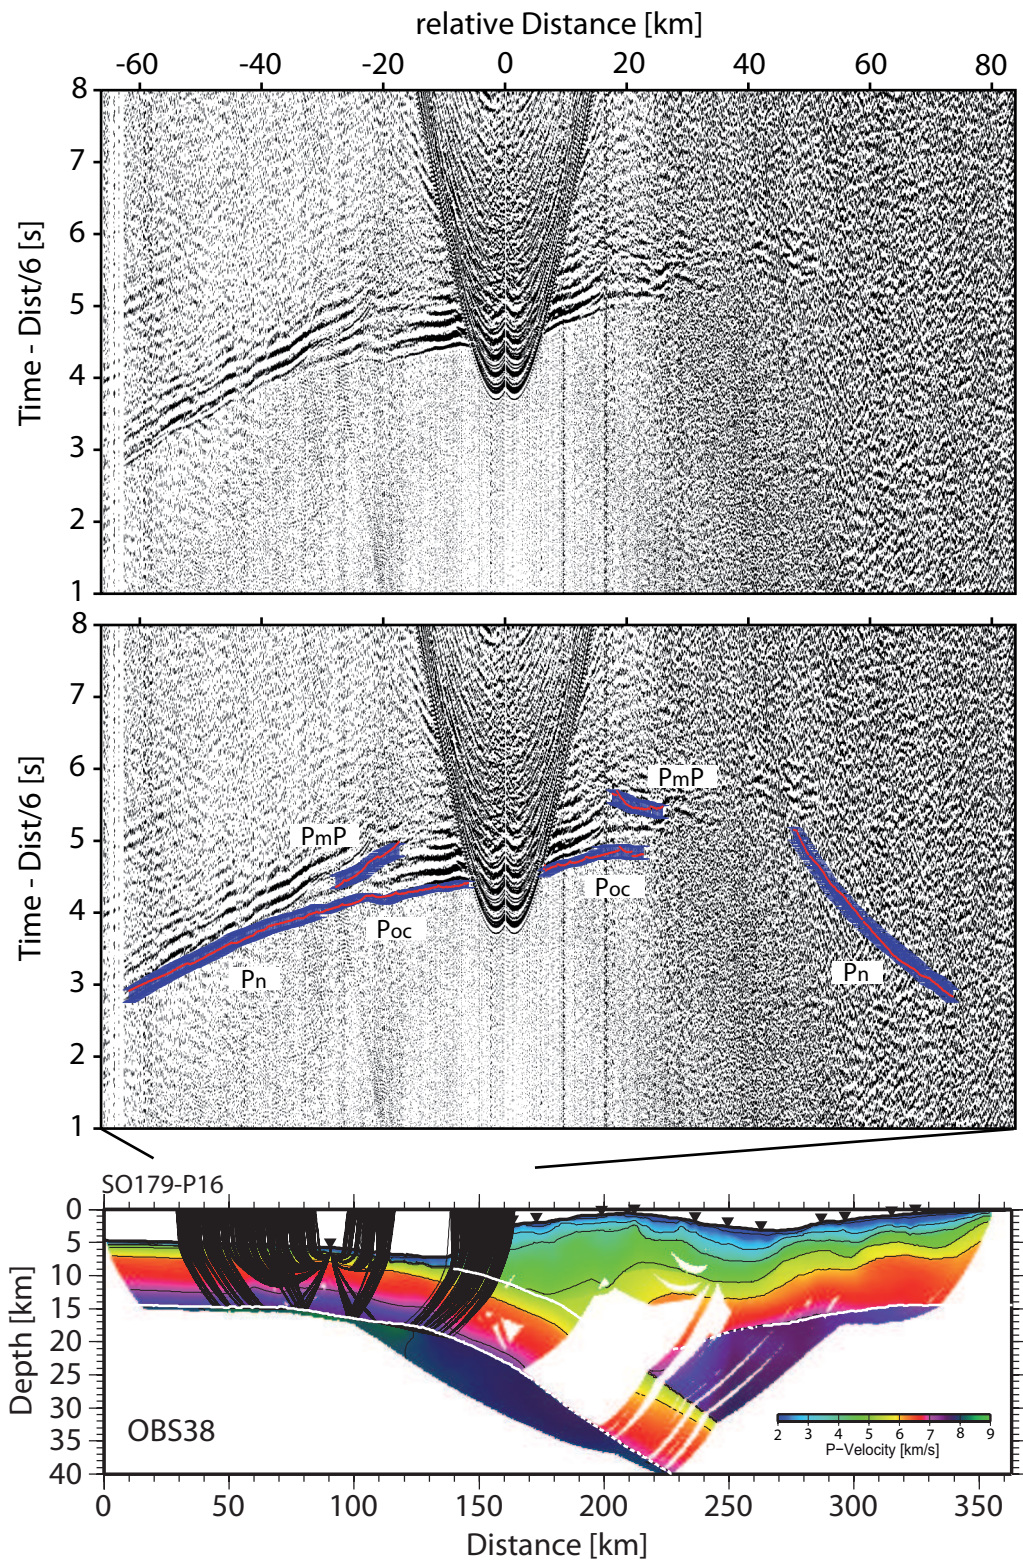 relative Distance [km]
-60 -40 -20 0 20 40 60 80
8
7
6
5
4
3
2
1
Time - Dist/6 [s]
8
7
6
5
4
3
2
1
Time - Dist/6 [s]
PmP
PmP
Poc
Poc
Pn
Pn
SO179-P16
0
5
10
15
20
25
30
35
40
Depth [km]
OBS38
2 3 4 5 6 7 8 9
P-Velocity [km/s]
0 50 100 150 200 250 300 350
Distance [km]